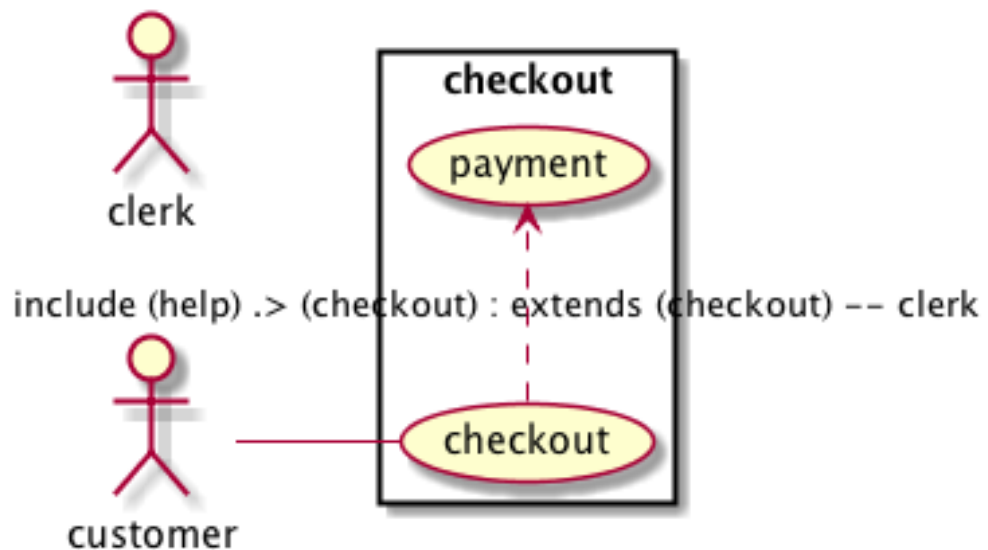 checkout
payment
clerk
include (help) .> (checkout) : extends (checkout) -- clerk
checkout
customer